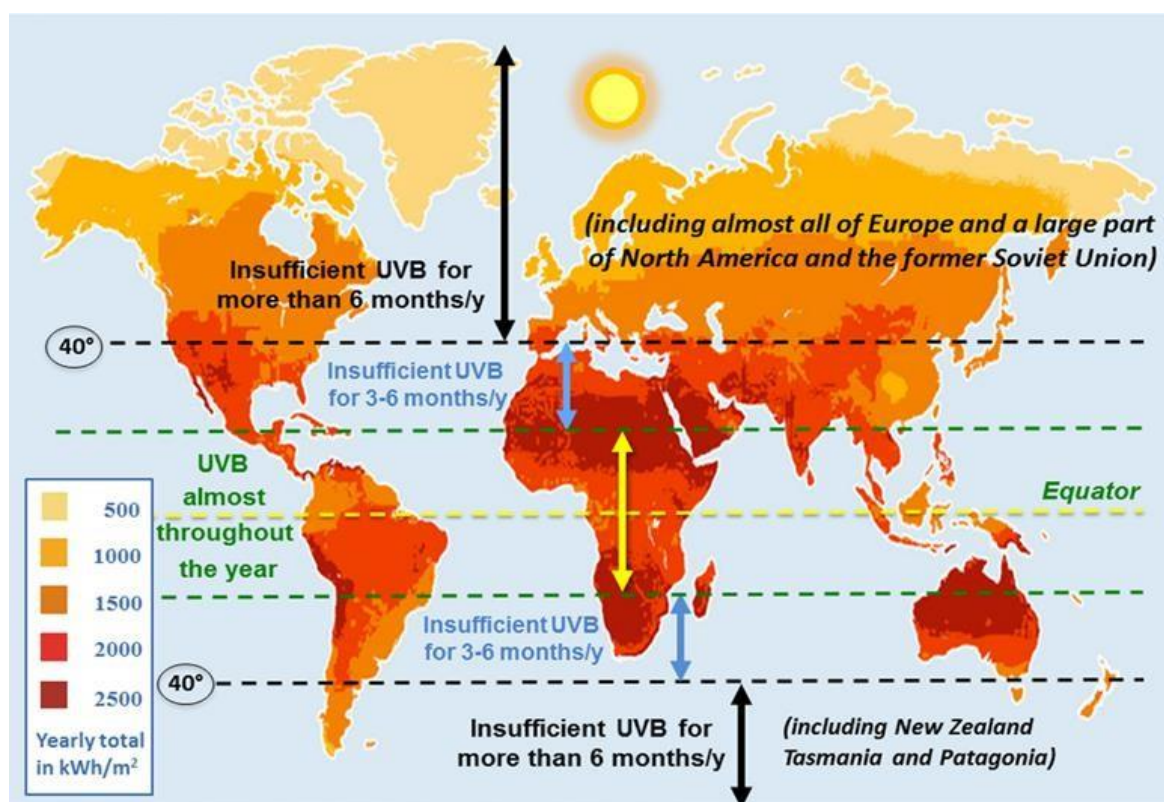 (including almost all of Europe and a large part
of North America and the former Soviet Union)
Insufficient UVB for
more than 6 months/y
40°
Insufficient UVB
for 3-6 months/y
UVB
almost
throughout
the year
Equator
500
1000
1500
2000
2500
Yearly total
in kWh/m²
Insufficient UVB
for 3-6 months/y
40°
Insufficient UVB for
more than 6 months/y
(including New Zealand
Tasmania and Patagonia)